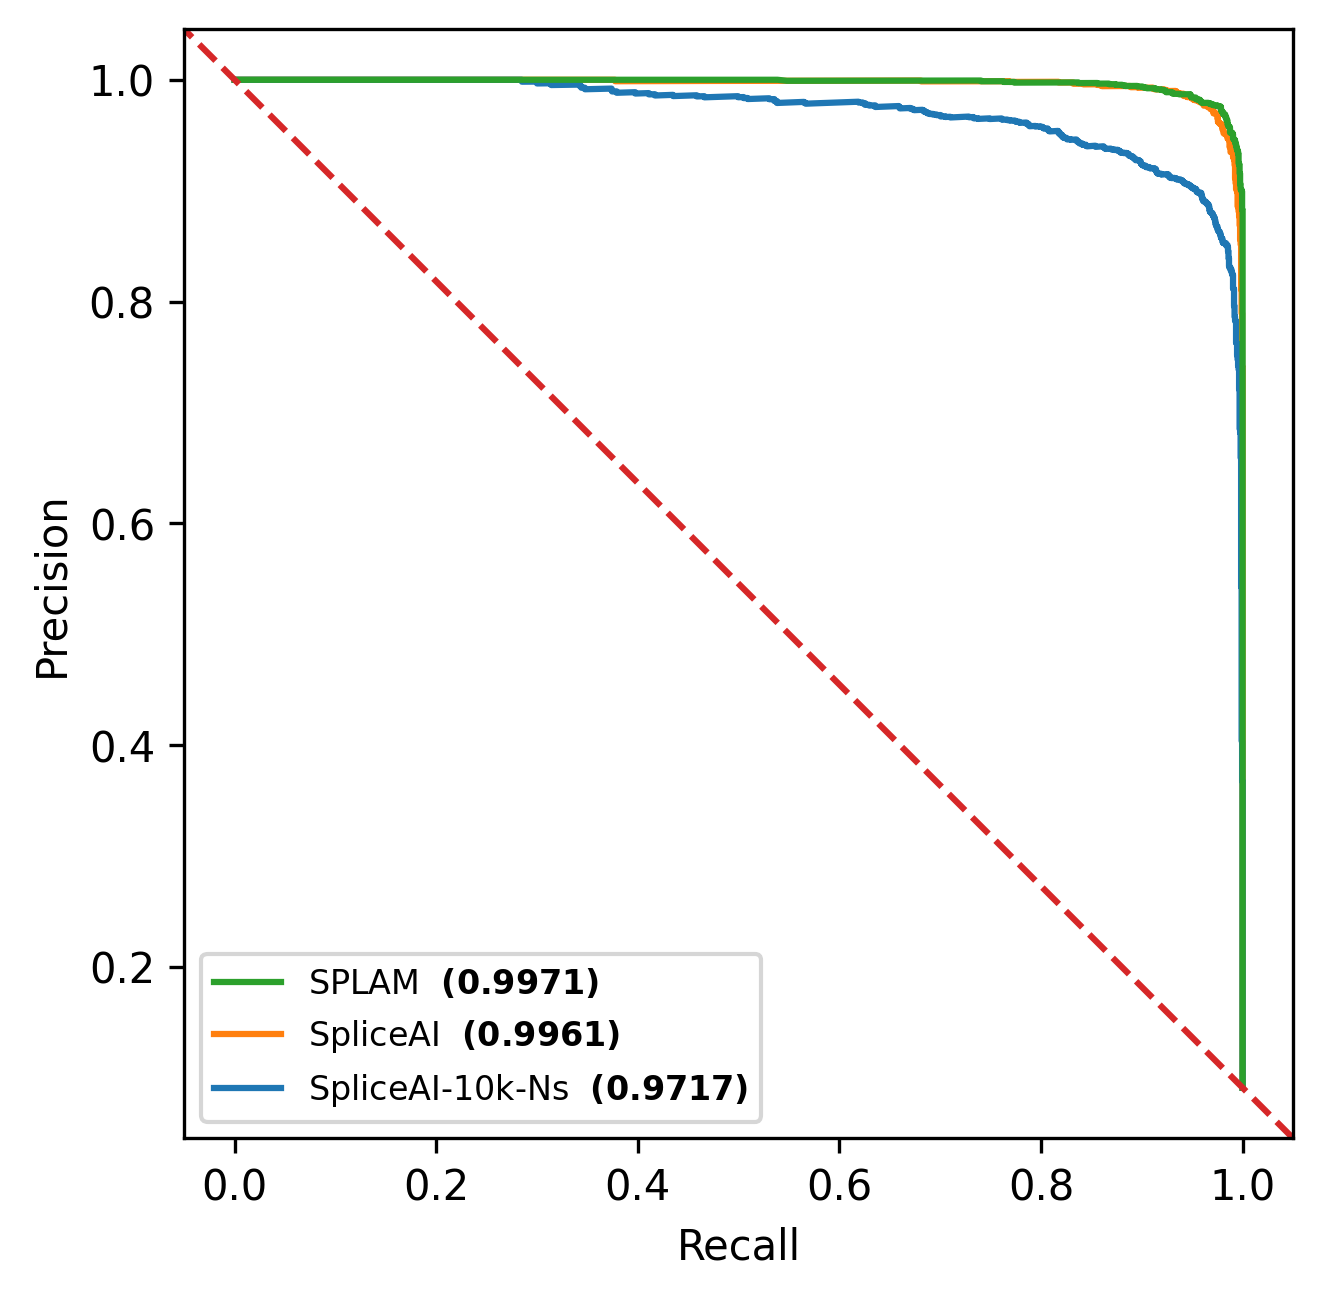 1.0
0.8
0.6
0.4
0.2
Precision
SPLAM (0.9971)
SpliceAI (0.9961)
SpliceAI-10k-Ns (0.9717)
0.0 0.2 0.4 0.6 0.8 1.0
Recall